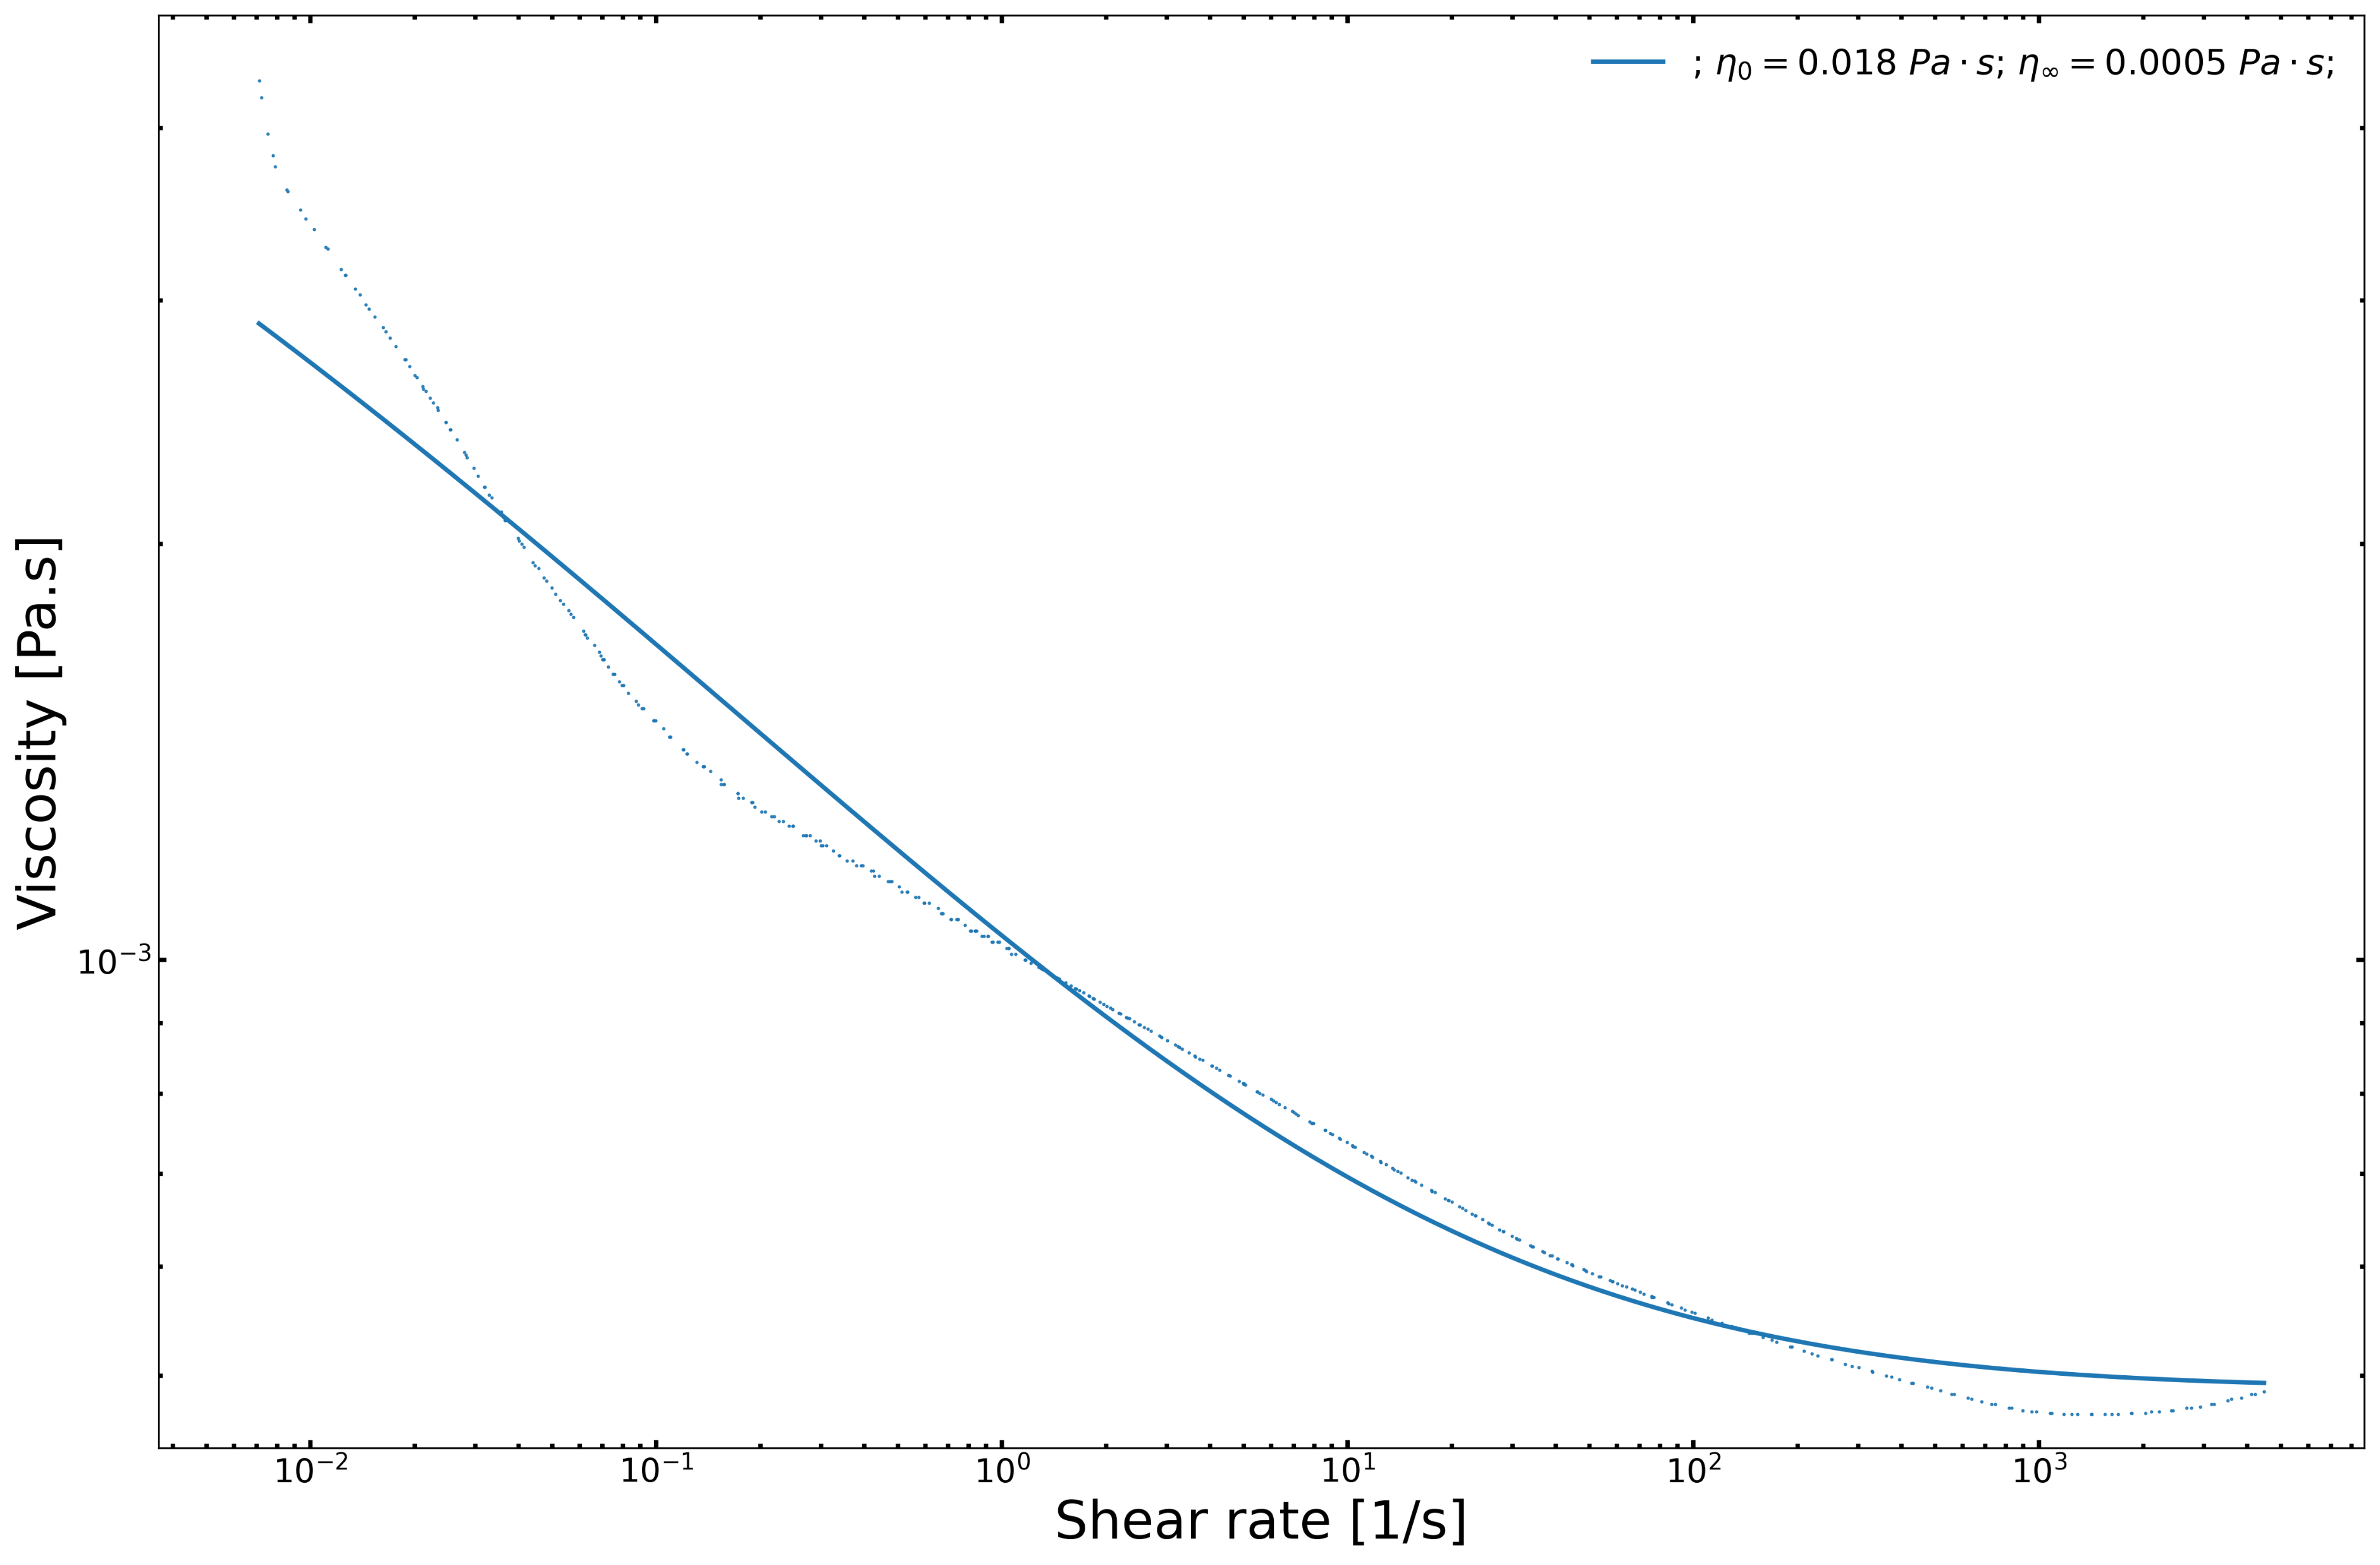 ; η₀ = 0.018 Pa · s; η∞ = 0.0005 Pa · s;
Viscosity [Pa.s]
10⁻³
10⁻² 10⁻¹ 10⁰ 10¹ 10² 10³
Shear rate [1/s]